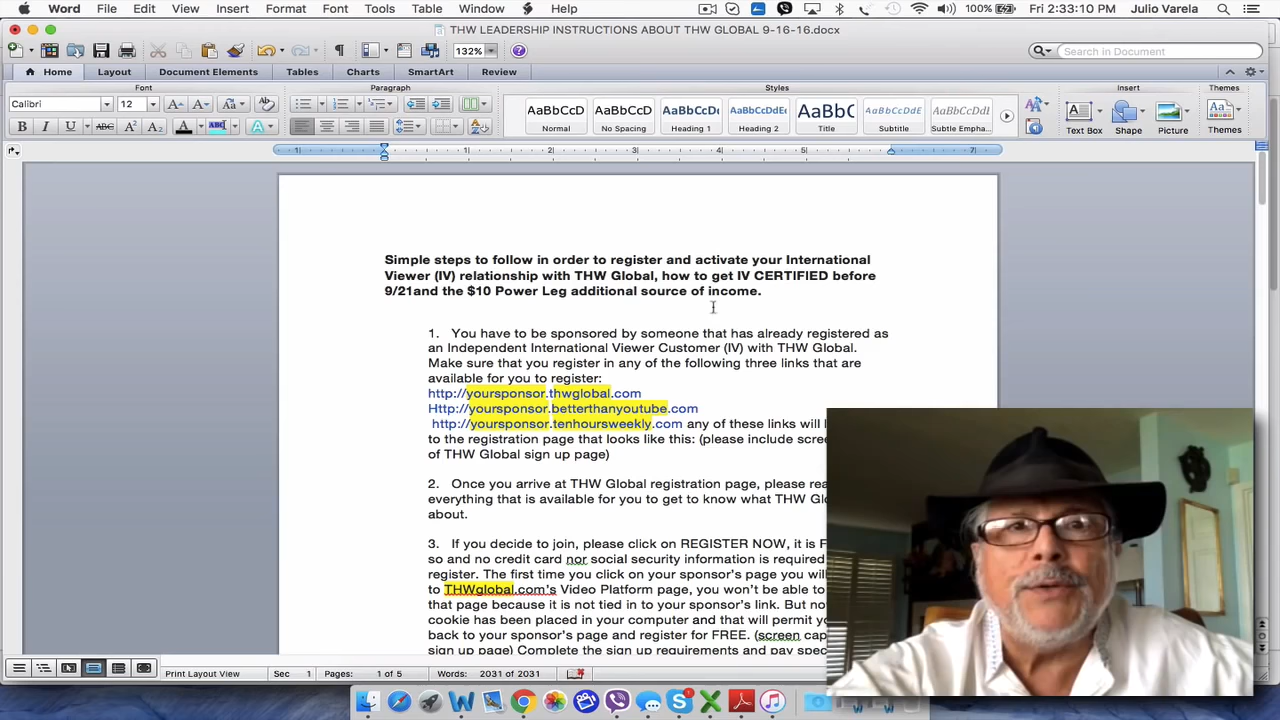 Word File Edit View Insert Format Font Tools Table Window Help 100% Fri 2:33:10 PM Julio Varela
THW LEADERSHIP INSTRUCTIONS ABOUT THW GLOBAL 9-16-16.docx
132% Search in Document
Home Layout Document Elements Tables Charts SmartArt Review
Font Paragraph Styles Insert Themes
Calibri 12 AaBbCcD AaBbCcD AaBbCcDc AaBbCcDdEe AaBbC AaBbCcDdE AaBbCcDdI
Normal No Spacing Heading 1 Heading 2 Title Subtitle Subtle Empha... Text Box Shape Picture Themes
Simple steps to follow in order to register and activate your International
Viewer (IV) relationship with THW Global, how to get IV CERTIFIED before
9/21and the $10 Power Leg additional source of income.
1. You have to be sponsored by someone that has already registered as
an Independent International Viewer Customer (IV) with THW Global.
Make sure that you register in any of the following three links that are
available for you to register:
http://yoursponsor.thwglobal.com
Http://yoursponsor.betterthanyoutube.com
http://yoursponsor.tenhoursweekly.com any of these links will
to the registration page that looks like this: (please include
of THW Global sign up page)
2. Once you arrive at THW Global registration page, please
everything that is available for you to get to know what THW
about.
3. If you decide to join, please click on REGISTER NOW, it is
so and no credit card nor social security information is required
register. The first time you click on your sponsor's page you will
to THWglobal.com's Video Platform page, you won't be able to
that page because it is not tied in to your sponsor's link. But
cookie has been placed in your computer and that will permit
back to your sponsor's page and register for FREE. (screen
sign up page) Complete the sign up requirements and pay
Print Layout View Sec 1 Pages: 1 of 5 Words: 2031 of 2031